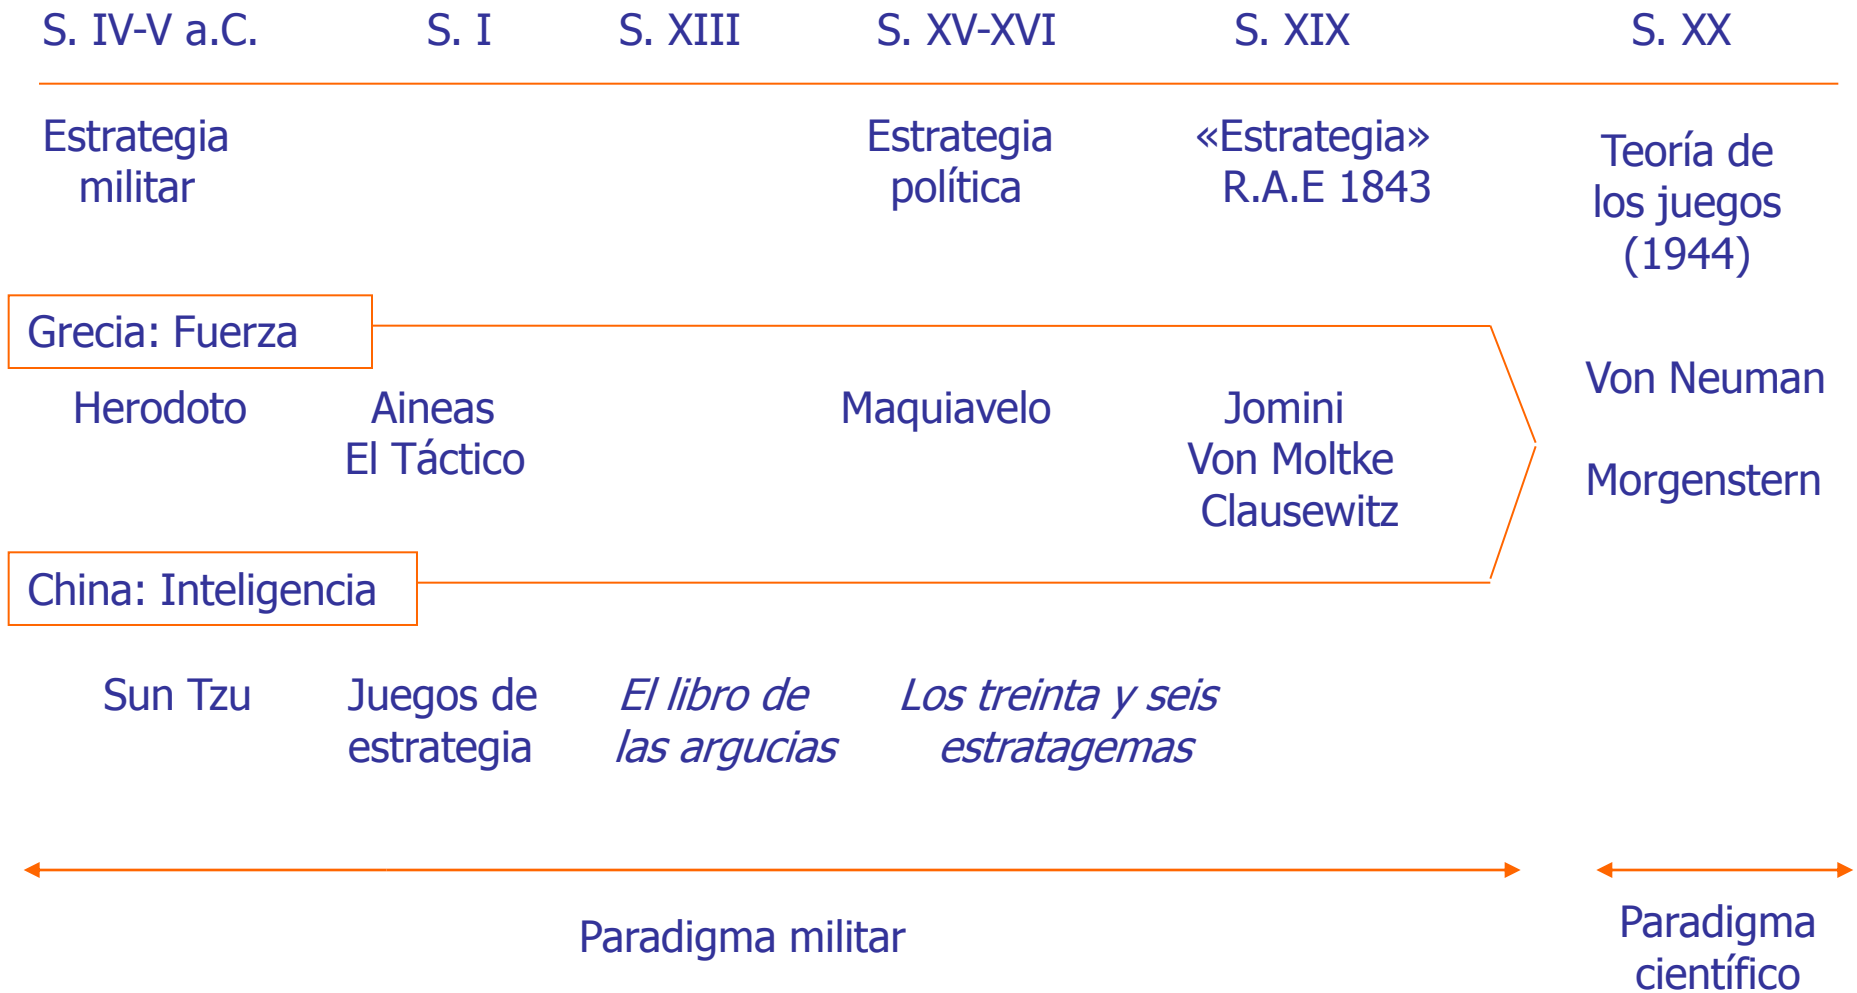 S. IV-V a.C. S. I S. XIII S. XV-XVI S. XIX S. XX
Estrategia
militar
Estrategia
política
«Estrategia»
R.A.E 1843
Teoría de
los juegos
(1944)
Grecia: Fuerza
Herodoto
Aineas
El Táctico
Maquiavelo
Jomini
Von Moltke
Clausewitz
Von Neuman
Morgenstern
China: Inteligencia
Sun Tzu
Juegos de
estrategia
El libro de
las argucias
Los treinta y seis
estratagemas
Paradigma militar
Paradigma
científico